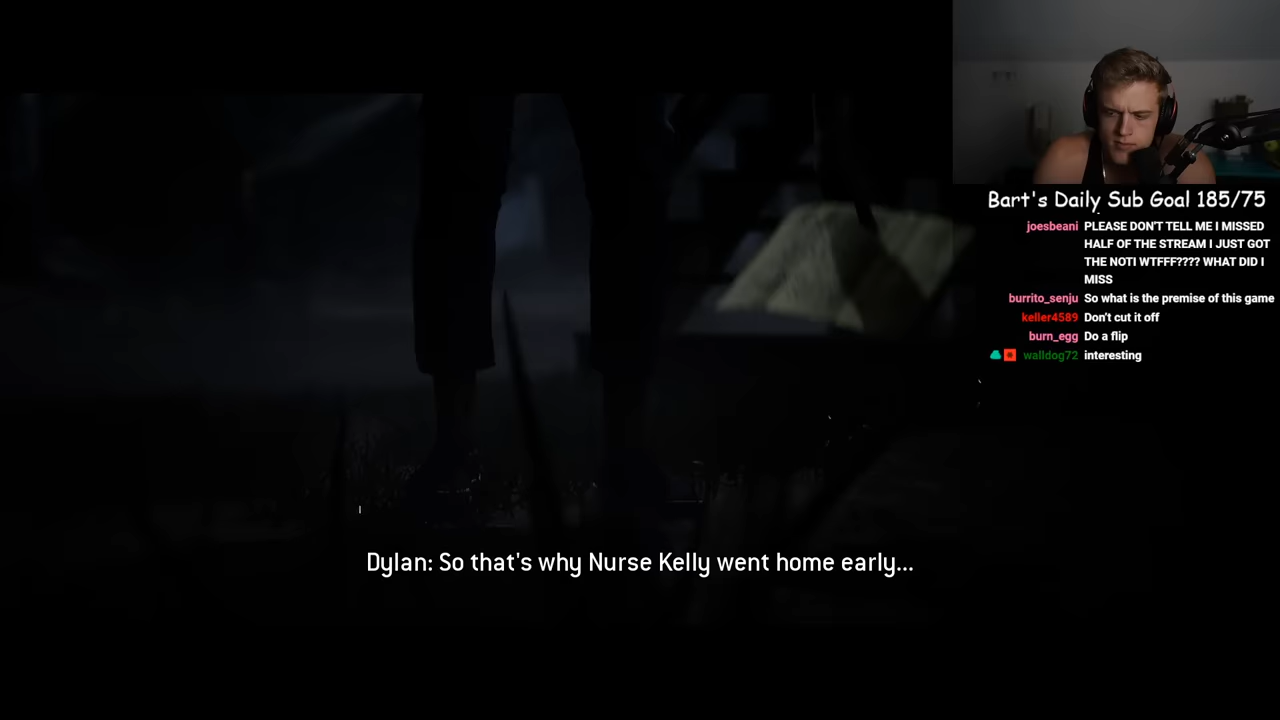 Bart's Daily Sub Goal 185/75
joesbeani PLEASE DON'T TELL ME I MISSED
HALF OF THE STREAM I JUST GOT
THE NOTI WTFFF???? WHAT DID I
MISS
burrito_senju So what is the premise of this game
keller4589 Don't cut it off
burn_egg Do a flip
walldog72 interesting
Dylan: So that's why Nurse Kelly went home early...